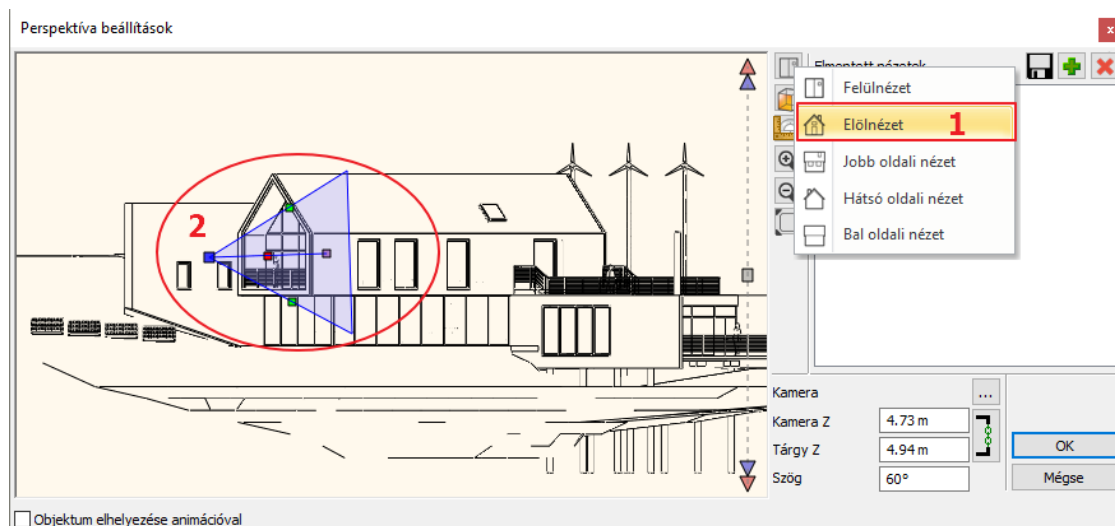 Perspektíva beállítások
x
Elmentett nézetek
Felülnézet
Elölnézet 1
Jobb oldali nézet
Hátsó oldali nézet
Bal oldali nézet
2
Kamera ...
Kamera Z 4.73 m
Tárgy Z 4.94 m
Szög 60°
OK
Mégse
Objektum elhelyezése animációval